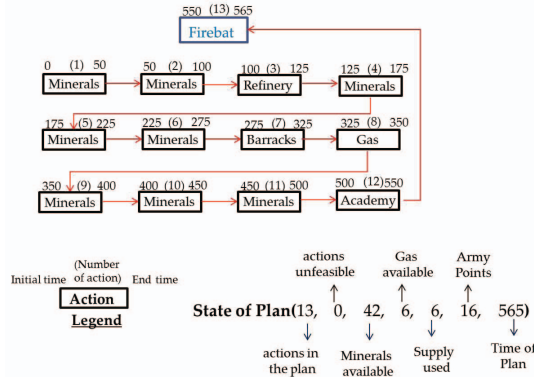 550 (13) 565
Firebat
0 (1) 50 50 (2) 100 100 (3) 125 125 (4) 175
Minerals Minerals Refinery Minerals
175 (5) 225 225 (6) 275 275 (7) 325 325 (8) 350
Minerals Minerals Barracks Gas
350 (9) 400 400 (10) 450 450 (11) 500 500 (12) 550
Minerals Minerals Minerals Academy
(Number
of action)
Initial time End time
Action
Legend
actions
unfeasible
Gas
available
Army
Points
State of Plan(13, 0, 42, 6, 6, 16, 565)
actions in
the plan
Minerals
available
Supply
used
Time of
Plan